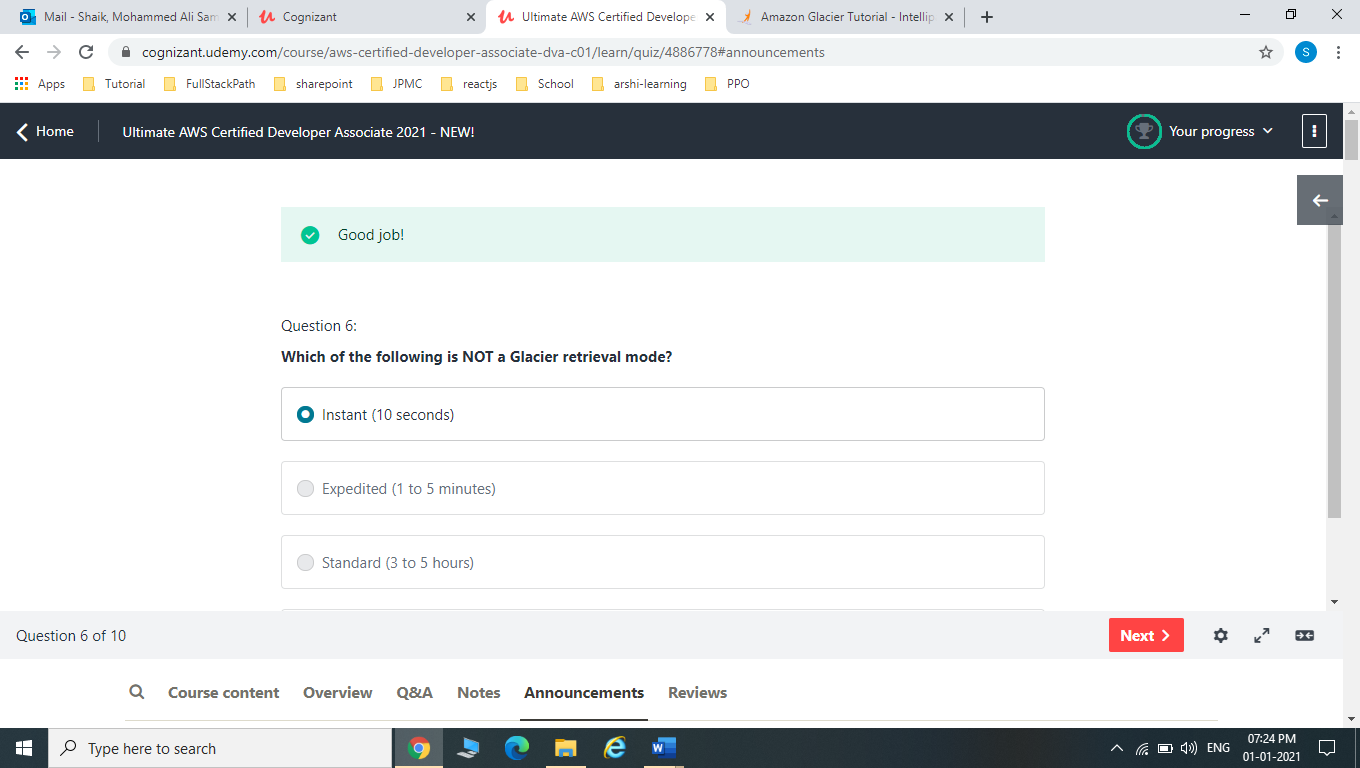 Mail - Shaik, Mohammed Ali Sam
Cognizant
Ultimate AWS Certified Develope
Amazon Glacier Tutorial - Intellip
cognizant.udemy.com/course/aws-certified-developer-associate-dva-c01/learn/quiz/4886778#announcements
S
Apps Tutorial FullStackPath sharepoint JPMC reactjs School arshi-learning PPO
Home Ultimate AWS Certified Developer Associate 2021 - NEW! Your progress
Good job!
Question 6:
Which of the following is NOT a Glacier retrieval mode?
Instant (10 seconds)
Expedited (1 to 5 minutes)
Standard (3 to 5 hours)
Question 6 of 10 Next
Course content Overview Q&A Notes Announcements Reviews
Type here to search ENG 07:24 PM
01-01-2021